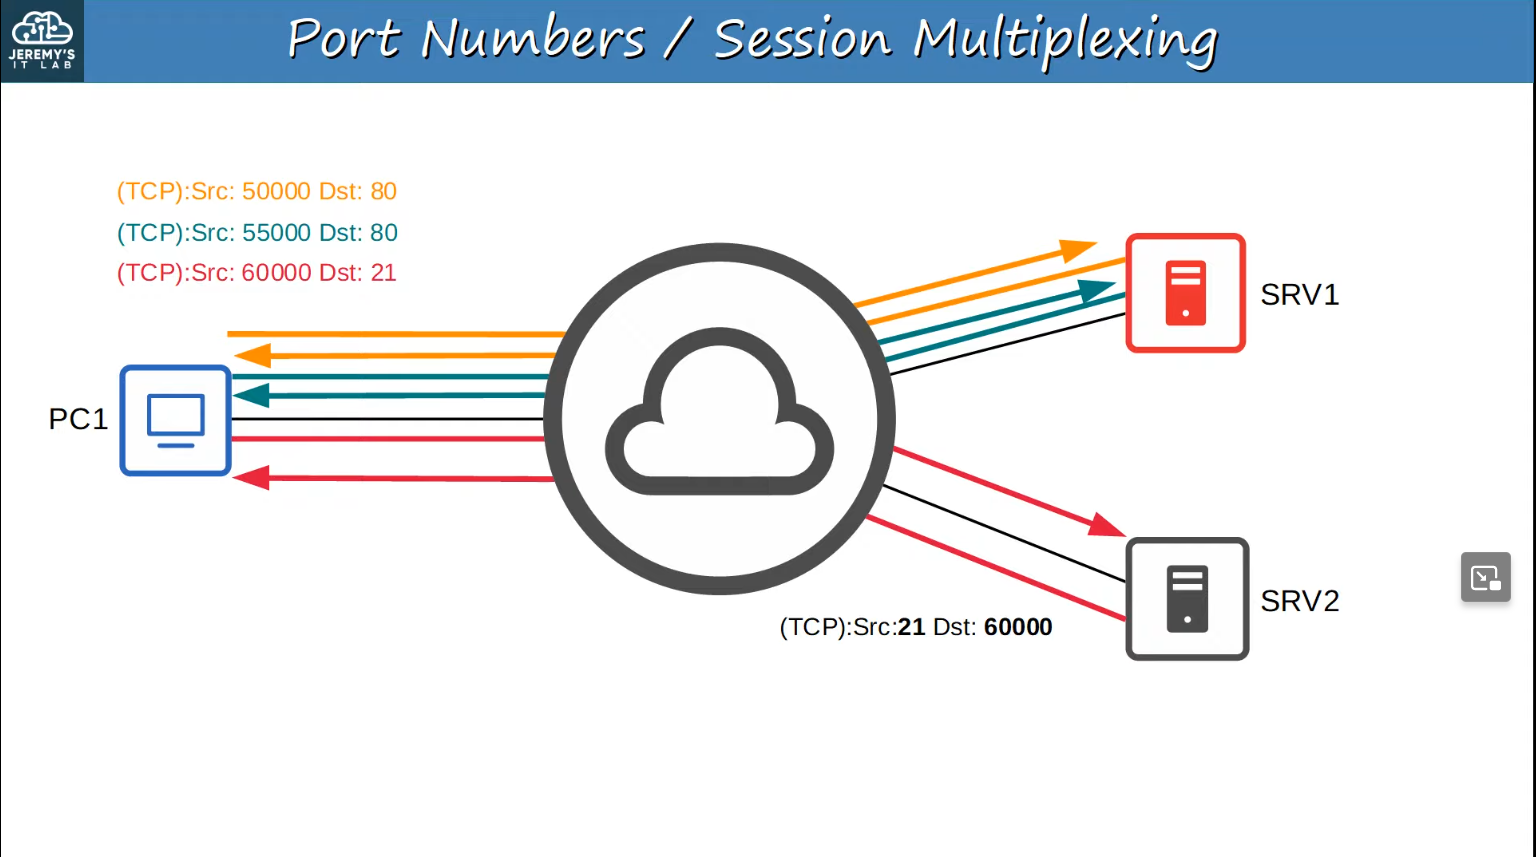 JEREMY'S
IT LAB
Port Numbers / Session Multiplexing
(TCP):Src: 50000 Dst: 80
(TCP):Src: 55000 Dst: 80
(TCP):Src: 60000 Dst: 21
SRV1
PC1
SRV2
(TCP):Src:21 Dst: 60000